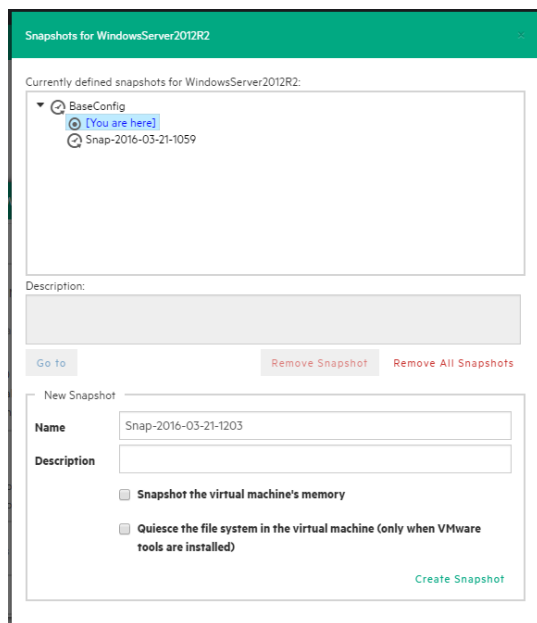 Snapshots for WindowsServer2012R2
Currently defined snapshots for WindowsServer2012R2:
BaseConfig
[You are here]
Snap-2016-03-21-1059
Description:
Go to
Remove Snapshot
Remove All Snapshots
New Snapshot
Name
Snap-2016-03-21-1203
Description
Snapshot the virtual machine's memory
Quiesce the file system in the virtual machine (only when VMware
tools are installed)
Create Snapshot